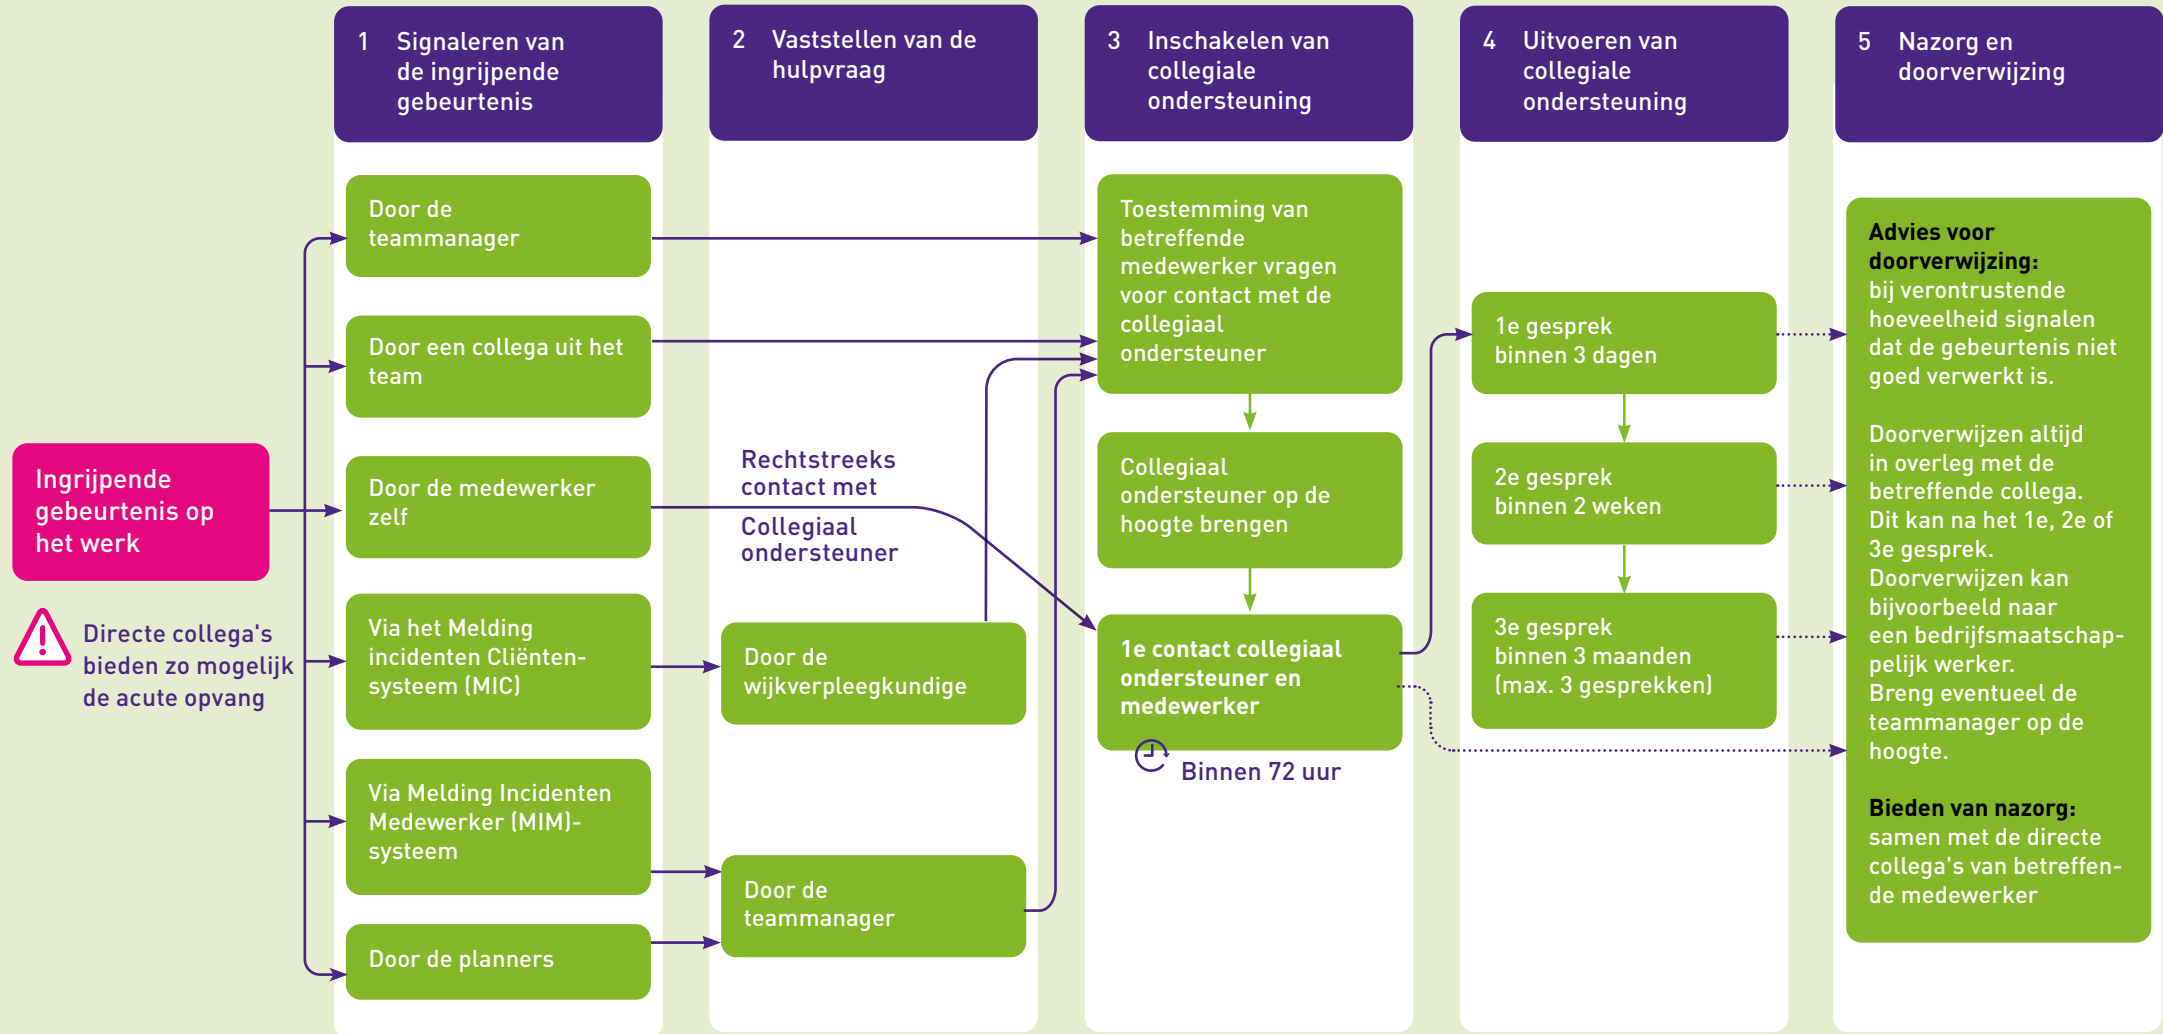 1 Signaleren van
de ingrijpende
gebeurtenis
2 Vaststellen van de
hulpvraag
3 Inschakelen van
collegiale
ondersteuning
4 Uitvoeren van
collegiale
ondersteuning
5 Nazorg en
doorverwijzing
Ingrijpende
gebeurtenis op
het werk
Directe collega's
bieden zo mogelijk
de acute opvang
Door de
teammanager
Door een collega uit het
team
Door de medewerker
zelf
Via het Melding
incidenten Cliënten-
systeem (MIC)
Via Melding Incidenten
Medewerker (MIM)-
systeem
Door de planners
Rechtstreeks
contact met
Collegiaal
ondersteuner
Door de
wijkverpleegkundige
Door de
teammanager
Toestemming van
betreffende
medewerker vragen
voor contact met de
collegiaal
ondersteuner
Collegiaal
ondersteuner op de
hoogte brengen
1e contact collegiaal
ondersteuner en
medewerker
Binnen 72 uur
1e gesprek
binnen 3 dagen
2e gesprek
binnen 2 weken
3e gesprek
binnen 3 maanden
(max. 3 gesprekken)
Advies voor
doorverwijzing:
bij verontrustende
hoeveelheid signalen
dat de gebeurtenis niet
goed verwerkt is.
Doorverwijzen altijd
in overleg met de
betreffende collega.
Dit kan na het 1e, 2e of
3e gesprek.
Doorverwijzen kan
bijvoorbeeld naar
een bedrijfsmaatschap-
pelijk werker.
Breng eventueel de
teammanager op de
hoogte.
Bieden van nazorg:
samen met de directe
collega's van betreffen-
de medewerker